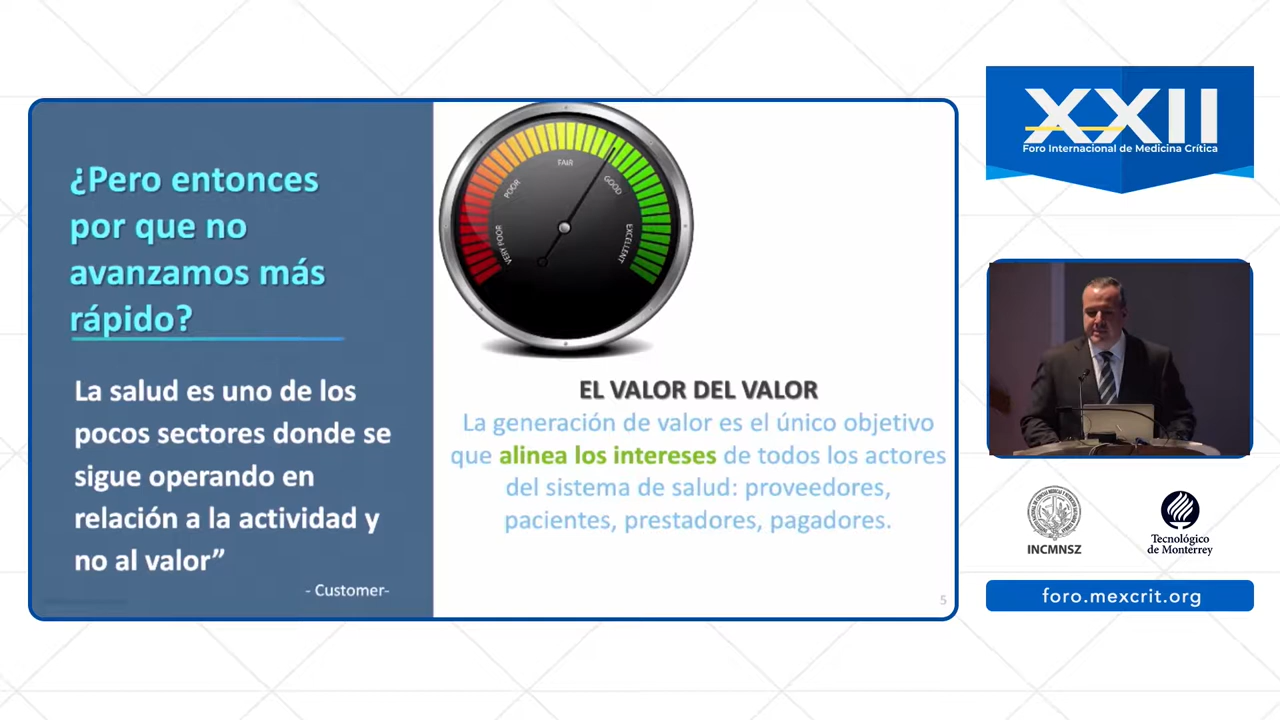 ¿Pero entonces
por que no
avanzamos más
rápido?
La salud es uno de los
pocos sectores donde se
sigue operando en
relación a la actividad y
no al valor”
- Customer-
VERY POOR
POOR
FAIR
GOOD
EXCELLENT
EL VALOR DEL VALOR
La generación de valor es el único objetivo
que alinea los intereses de todos los actores
del sistema de salud: proveedores,
pacientes, prestadores, pagadores.
5
XXII
Foro Internacional de Medicina Crítica
INCMNSZ
Tecnológico
de Monterrey
foro.mexcrit.org